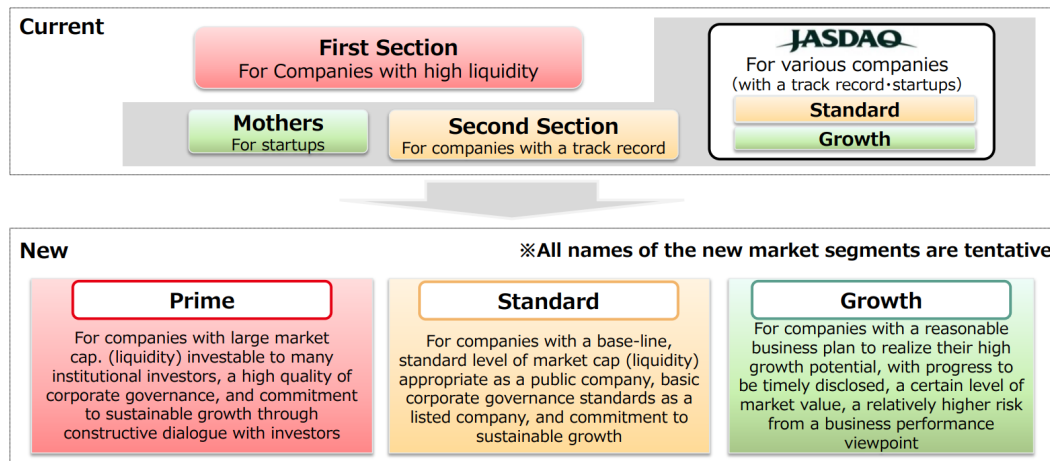 Current
First Section
For Companies with high liquidity
Mothers
For startups
Second Section
For companies with a track record
JASDAQ
For various companies
(with a track record・startups)
Standard
Growth
New
※All names of the new market segments are tentative
Prime
For companies with large market
cap. (liquidity) investable to many
institutional investors, a high quality of
corporate governance, and commitment
to sustainable growth through
constructive dialogue with investors
Standard
For companies with a base-line,
standard level of market cap (liquidity)
appropriate as a public company, basic
corporate governance standards as a
listed company, and commitment to
sustainable growth
Growth
For companies with a reasonable
business plan to realize their high
growth potential, with progress to
be timely disclosed, a certain level of
market value, a relatively higher risk
from a business performance
viewpoint